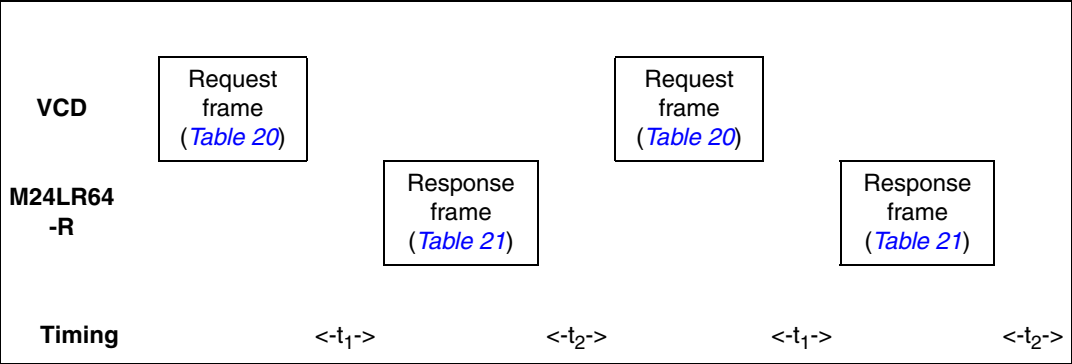 VCD
Request
frame
(Table 20)
Request
frame
(Table 20)
M24LR64
-R
Response
frame
(Table 21)
Response
frame
(Table 21)
Timing <-t₁-> <-t₂-> <-t₁-> <-t₂->